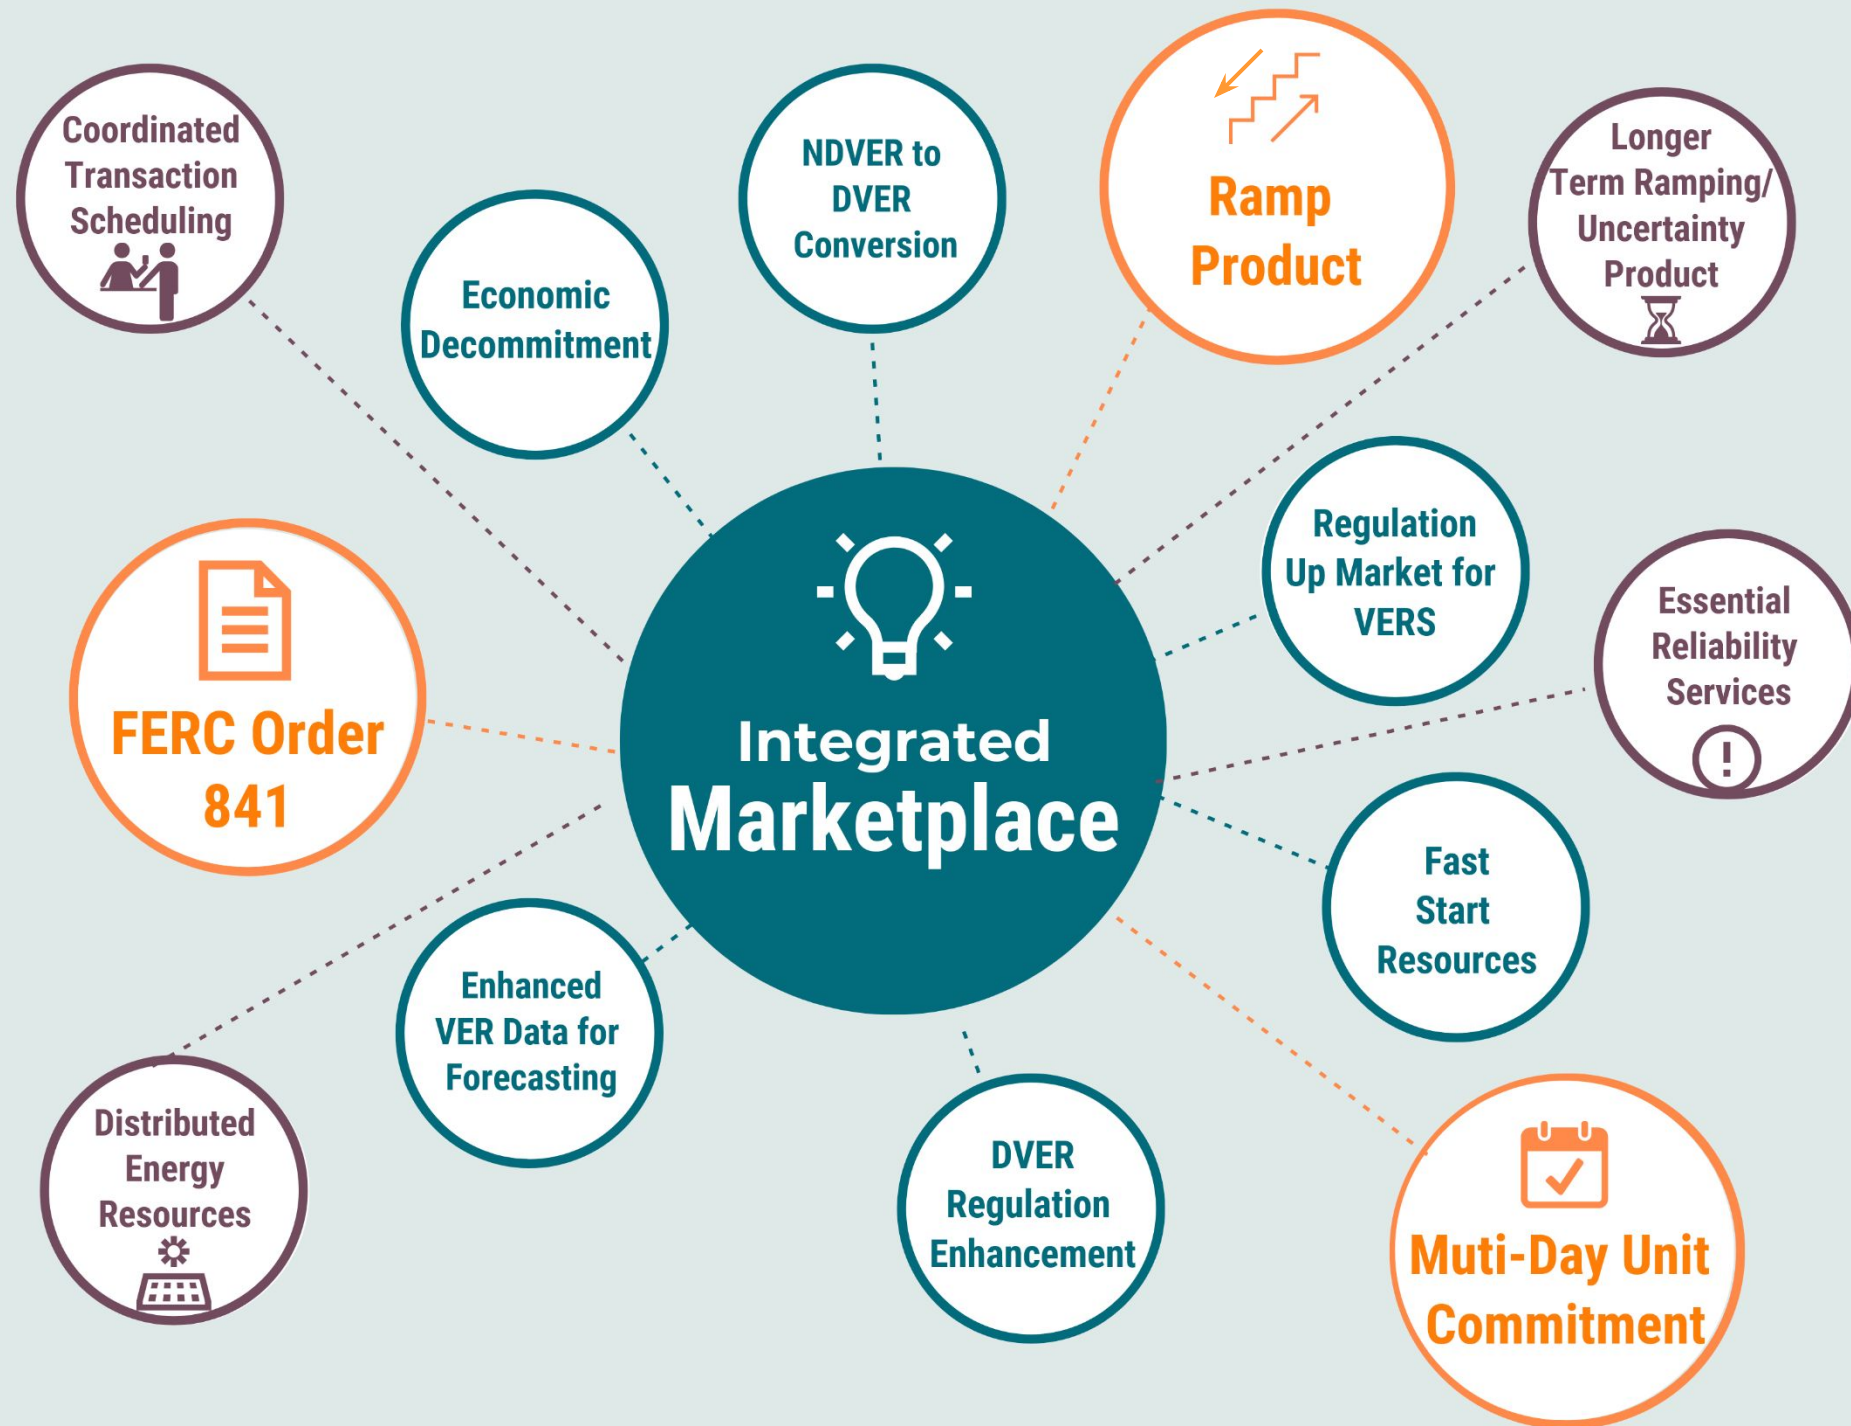 Coordinated
Transaction
Scheduling
Economic
Decommitment
NDVER to
DVER
Conversion
Ramp
Product
Longer
Term Ramping/
Uncertainty
Product
Regulation
Up Market for
VERS
Essential
Reliability
Services
FERC Order
841
Integrated
Marketplace
Fast
Start
Resources
Enhanced
VER Data for
Forecasting
Distributed
Energy
Resources
DVER
Regulation
Enhancement
Muti-Day Unit
Commitment